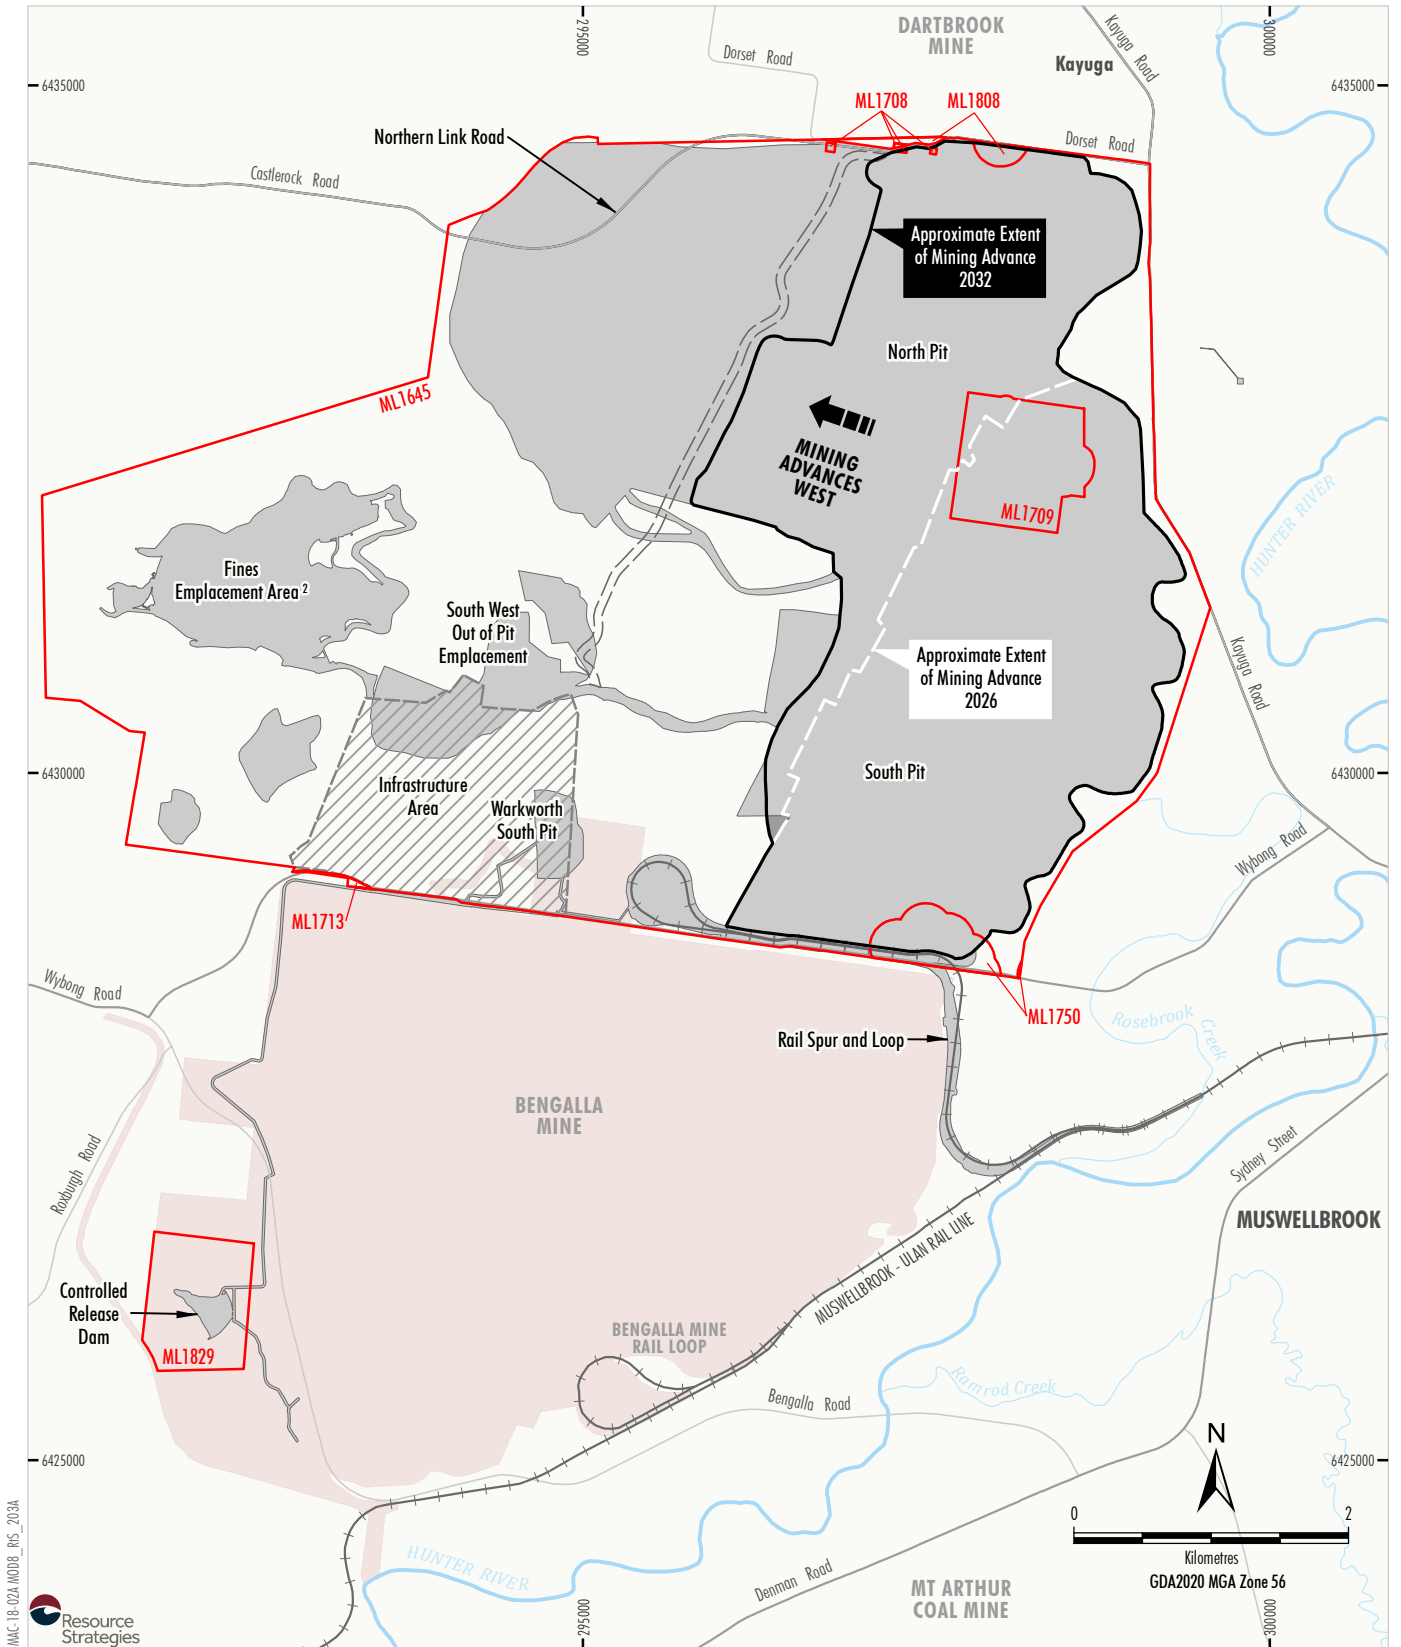 295000
300000
DARTBROOK
MINE
Kayuga Road
Dorset Road
Kayuga
6435000
6435000
ML1708
ML1808
Northern Link Road
Dorset Road
Castlerock Road
Approximate Extent
of Mining Advance
2032
North Pit
ML1645
MINING
ADVANCES
WEST
ML1709
HUNTER RIVER
Fines
Emplacement Area 2
South West
Out of Pit
Emplacement
Approximate Extent
of Mining Advance
2026
Kayuga Road
6430000
6430000
South Pit
Infrastructure
Area
Warkworth
South Pit
Wybong Road
ML1713
Wybong Road
ML1750
Rosebrook Creek
Rail Spur and Loop
BENGALLA
MINE
Roxburgh Road
Sydney Street
MUSWELLBROOK
MUSWELLBROOK - ULAN RAIL LINE
Controlled
Release
Dam
ML1829
BENGALLA MINE
RAIL LOOP
Ramrod Creek
Bengalla Road
N
6425000
6425000
0
2
Kilometres
GDA2020 MGA Zone 56
HUNTER RIVER
Denman Road
MT ARTHUR
COAL MINE
295000
300000
MAC-18-02A MOD8_RtS_203A
Resource
Strategies